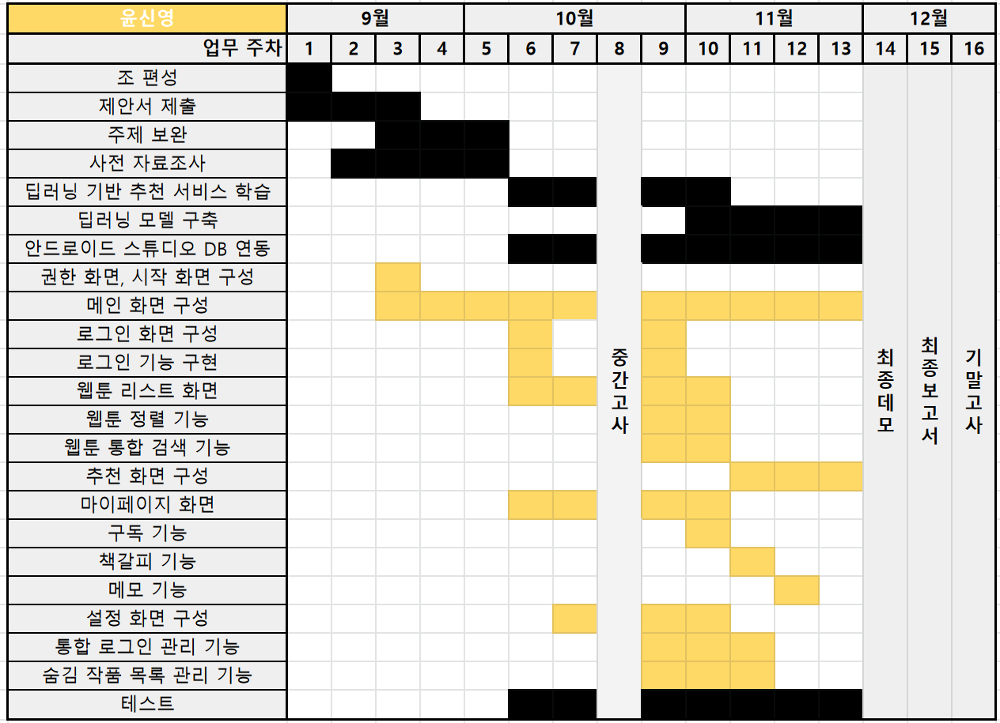 윤신영 9월 10월 11월 12월
업무 주차 1 2 3 4 5 6 7 8 9 10 11 12 13 14 15 16
조 편성
제안서 제출
주제 보완
사전 자료조사
딥러닝 기반 추천 서비스 학습
딥러닝 모델 구축
안드로이드 스튜디오 DB 연동
권한 화면, 시작 화면 구성
메인 화면 구성
로그인 화면 구성
로그인 기능 구현
웹툰 리스트 화면
웹툰 정렬 기능
웹툰 통합 검색 기능
추천 화면 구성
마이페이지 화면
구독 기능
책갈피 기능
메모 기능
설정 화면 구성
통합 로그인 관리 기능
숨김 작품 목록 관리 기능
테스트
중간고사
최종데모
최종보고서
기말고사